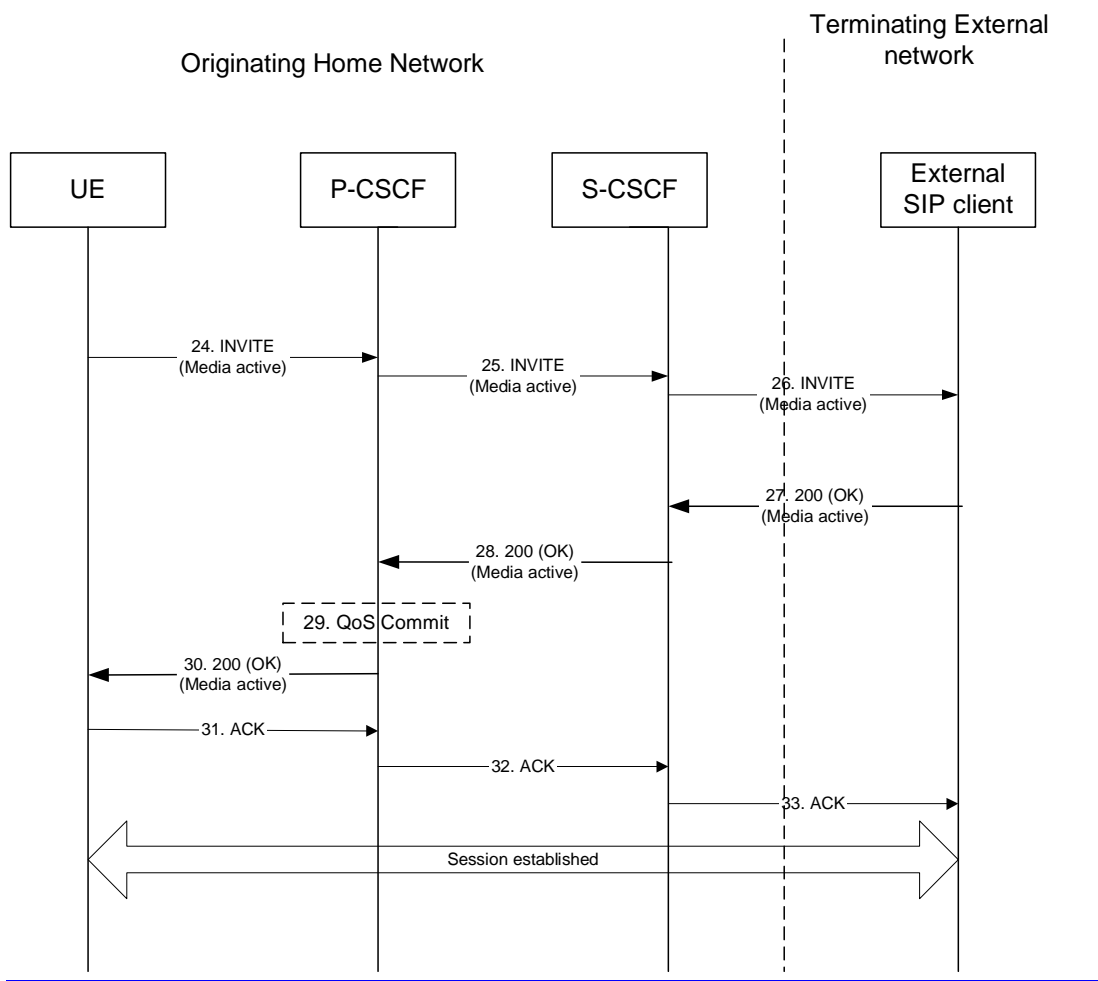 Terminating External
network
Originating Home Network
UE
P-CSCF
S-CSCF
External
SIP client
24. INVITE
(Media active)
25. INVITE
(Media active)
26. INVITE
(Media active)
27. 200 (OK)
(Media active)
28. 200 (OK)
(Media active)
29. QoS Commit
30. 200 (OK)
(Media active)
31. ACK
32. ACK
33. ACK
Session established